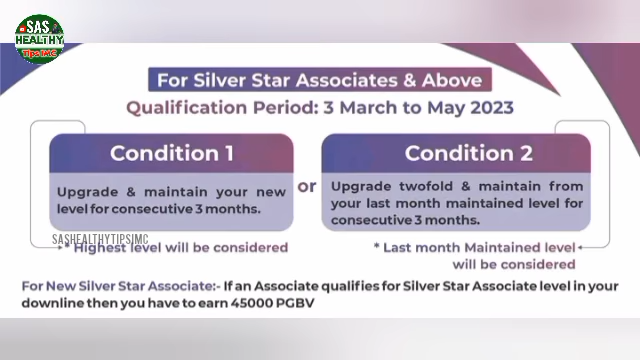 SAS
HEALTHY
Tips IMC
For Silver Star Associates & Above
Qualification Period: 3 March to May 2023
Condition 1
Upgrade & maintain your new
level for consecutive 3 months.
* Highest level will be considered
or
Condition 2
Upgrade twofold & maintain from
your last month maintained level for
consecutive 3 months.
* Last month Maintained level
will be considered
SASHEALTHYTIPSIMC
For New Silver Star Associate:- If an Associate qualifies for Silver Star Associate level in your
downline then you have to earn 45000 PGBV